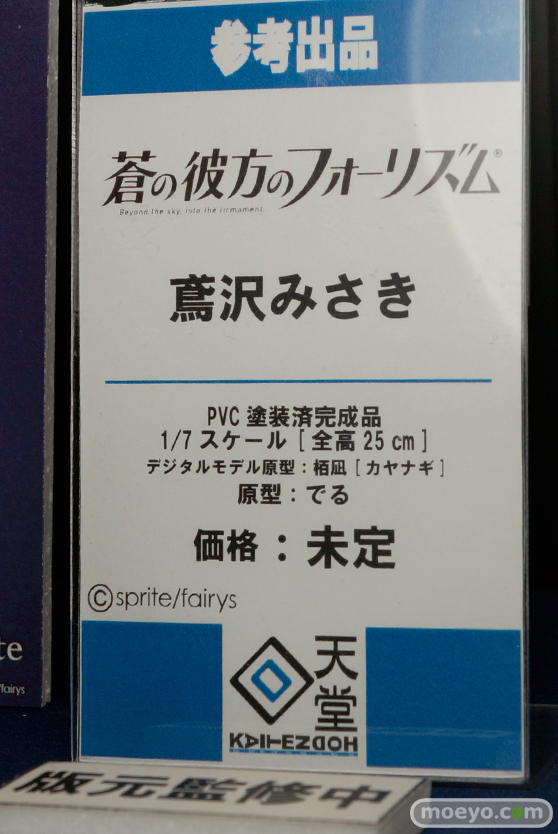 参考出品
蒼の彼方のフォーリズム®
Beyond the sky, into the firmament.
鳶沢みさき
PVC 塗装済完成品
1/7 スケール [ 全高 25 cm ]
デジタルモデル原型：栢凪 [ カヤナギ ]
原型：でる
価格：未定
©sprite/fairys
天堂
KAITENDOH
te
/fairys
版元監修中
moeyo.com